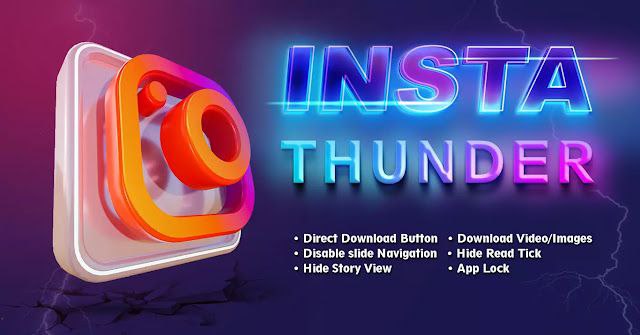 INSTA
THUNDER
• Direct Download Button
• Disable slide Navigation
• Hide Story View
• Download Video/Images
• Hide Read Tick
• App Lock